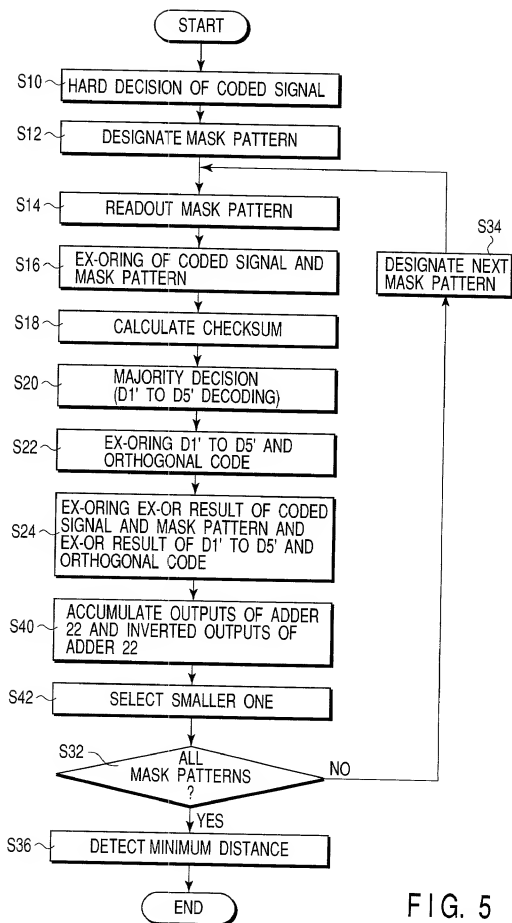 START
S10
HARD DECISION OF CODED SIGNAL
S12
DESIGNATE MASK PATTERN
S14
READOUT MASK PATTERN
S34
DESIGNATE NEXT
MASK PATTERN
S16
EX-ORING OF CODED SIGNAL AND
MASK PATTERN
S18
CALCULATE CHECKSUM
S20
MAJORITY DECISION
(D1' TO D5' DECODING)
S22
EX-ORING D1' TO D5' AND
ORTHOGONAL CODE
S24
EX-ORING EX-OR RESULT OF CODED
SIGNAL AND MASK PATTERN AND
EX-OR RESULT OF D1' TO D5' AND
ORTHOGONAL CODE
S40
ACCUMULATE OUTPUTS OF ADDER
22 AND INVERTED OUTPUTS OF
ADDER 22
S42
SELECT SMALLER ONE
S32
ALL
MASK PATTERNS
?
NO
YES
S36
DETECT MINIMUM DISTANCE
END
FIG. 5